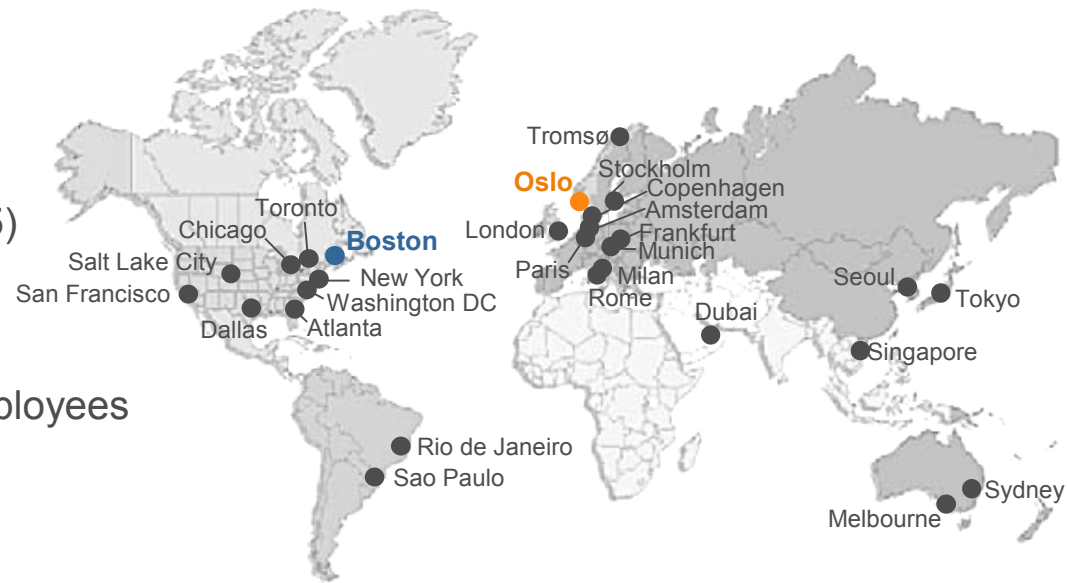 Tromsø
Stockholm
Oslo
Copenhagen
5)
Toronto
Amsterdam
Chicago
Boston
London
Frankfurt
Munich
Salt Lake City
Paris
Milan
Seoul
New York
San Francisco
Washington DC
Rome
Tokyo
Dallas
Atlanta
Dubai
Singapore
ployees
Rio de Janeiro
Sao Paulo
Sydney
Melbourne